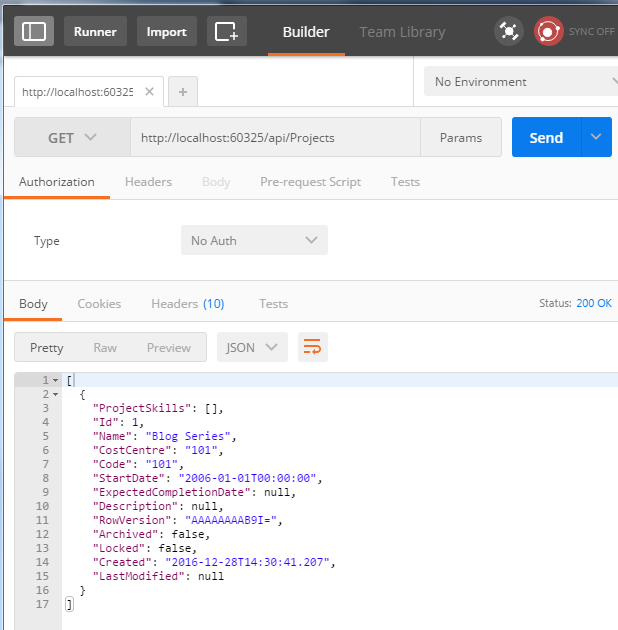 Runner Import Builder Team Library SYNC OFF
http://localhost:6032 × + No Environment
GET http://localhost:60325/api/Projects Params Send
Authorization Headers Body Pre-request Script Tests
Type No Auth
Body Cookies Headers (10) Tests Status: 200 OK
Pretty Raw Preview JSON
1 [
2 {
3 "ProjectSkills": [],
4 "Id": 1,
5 "Name": "Blog Series",
6 "CostCentre": "101",
7 "Code": "101",
8 "StartDate": "2006-01-01T00:00:00",
9 "ExpectedCompletionDate": null,
10 "Description": null,
11 "RowVersion": "AAAAAAAAB9I=",
12 "Archived": false,
13 "Locked": false,
14 "Created": "2016-12-28T14:30:41.207",
15 "LastModified": null
16 }
17 ]